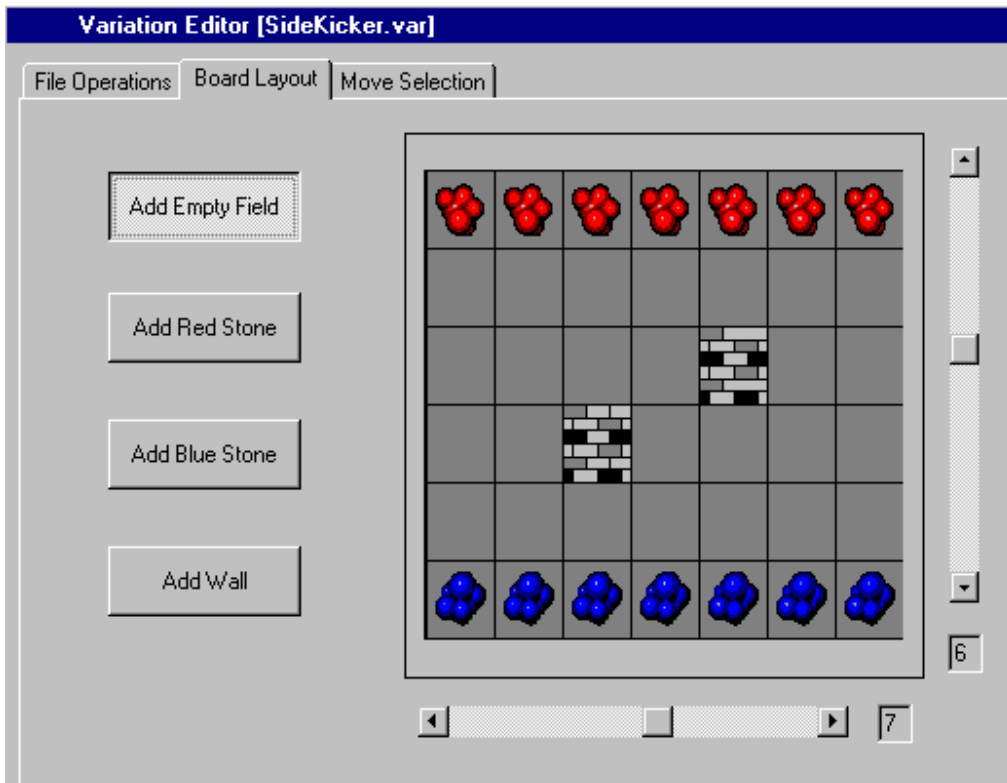 Variation Editor [SideKicker.var]
File Operations Board Layout Move Selection
Add Empty Field
Add Red Stone
Add Blue Stone
Add Wall
6
7